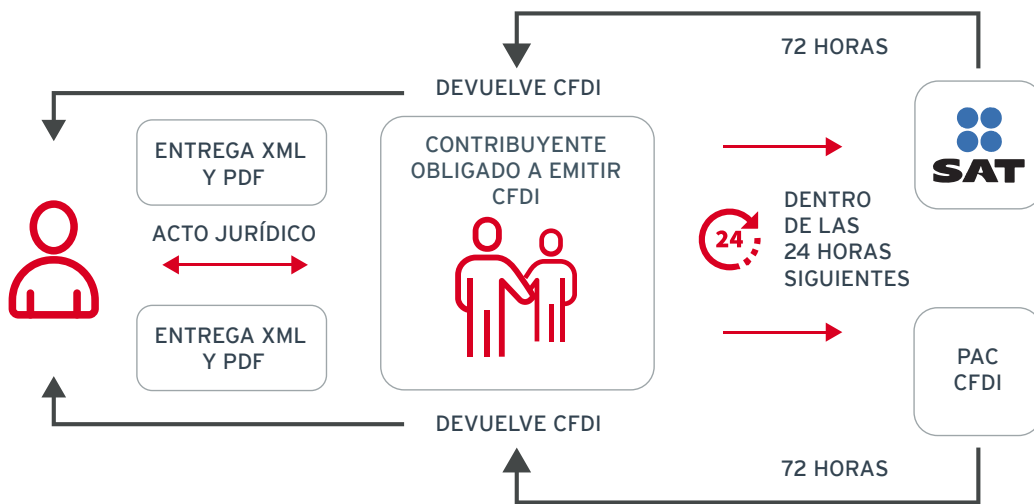 72 HORAS
DEVUELVE CFDI
ENTREGA XML
Y PDF
CONTRIBUYENTE
OBLIGADO A EMITIR
CFDI
SAT
ACTO JURÍDICO
24
DENTRO
DE LAS
24 HORAS
SIGUIENTES
ENTREGA XML
Y PDF
PAC
CFDI
DEVUELVE CFDI
72 HORAS